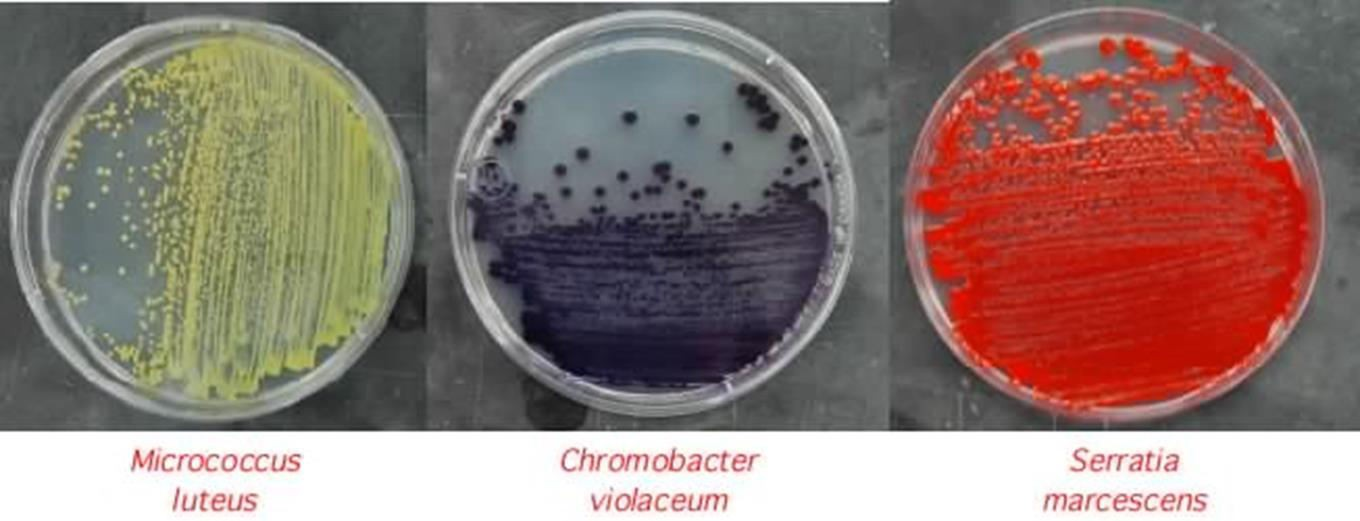 Micrococcus
luteus
Chromobacter
violaceum
Serratia
marcescens